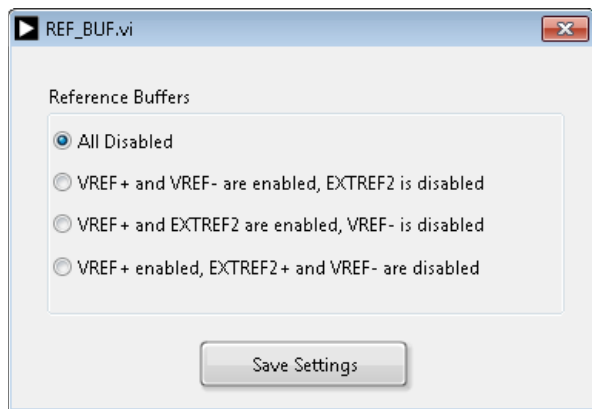 REF_BUF.vi
Reference Buffers
All Disabled
VREF+ and VREF- are enabled, EXTREF2 is disabled
VREF+ and EXTREF2 are enabled, VREF- is disabled
VREF+ enabled, EXTREF2+ and VREF- are disabled
Save Settings